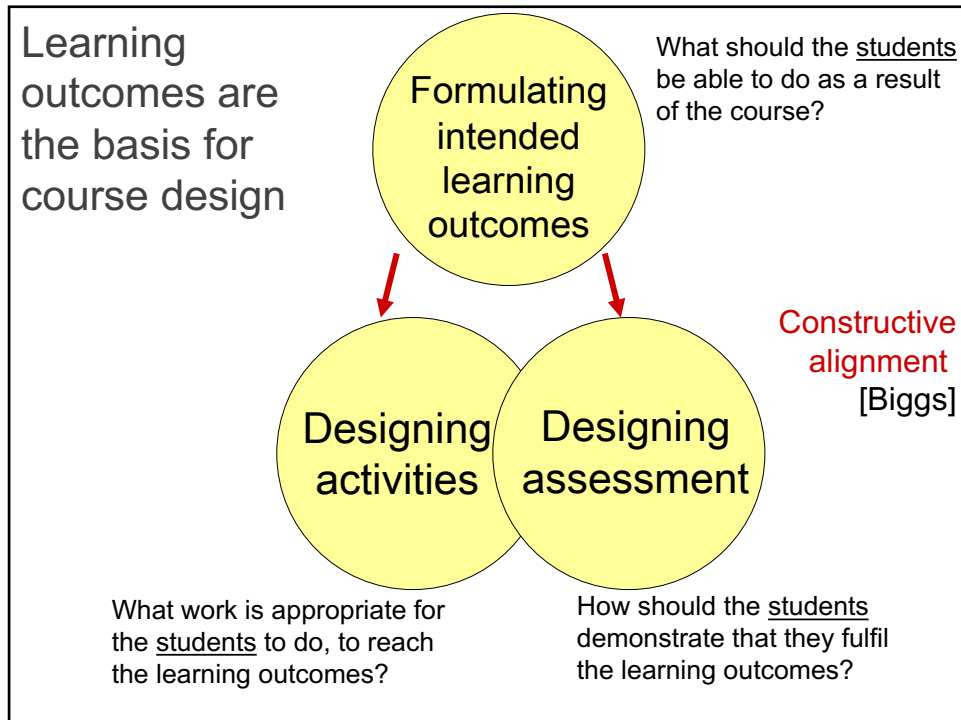 Learning
outcomes are
the basis for
course design
Formulating
intended
learning
outcomes
What should the students
be able to do as a result
of the course?
Constructive
alignment
[Biggs]
Designing
activities
Designing
assessment
What work is appropriate for
the students to do, to reach
the learning outcomes?
How should the students
demonstrate that they fulfil
the learning outcomes?